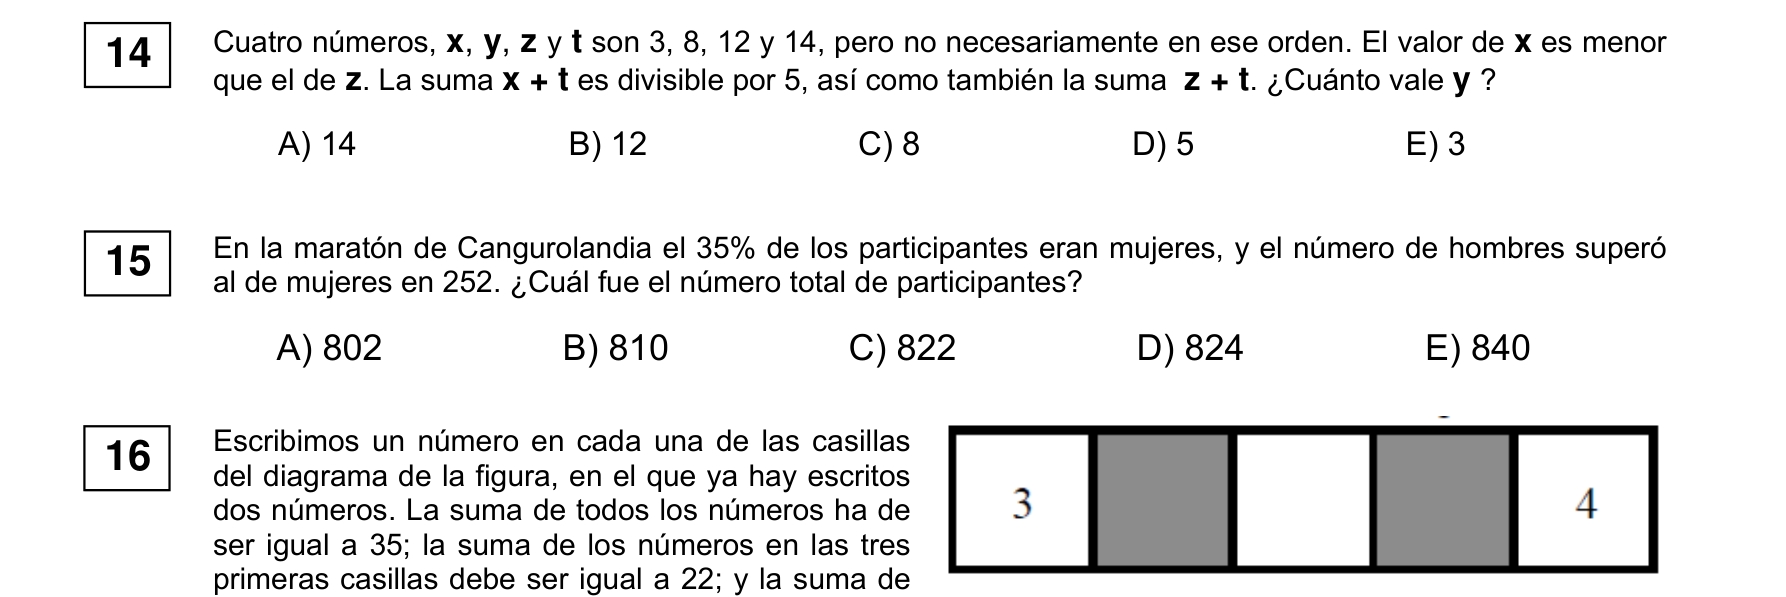 14 Cuatro números, x, y, z y t son 3, 8, 12 y 14, pero no necesariamente en ese orden. El valor de x es menor
que el de z. La suma x + t es divisible por 5, así como también la suma z + t. ¿Cuánto vale y ?
A) 14 B) 12 C) 8 D) 5 E) 3
15 En la maratón de Cangurolandia el 35% de los participantes eran mujeres, y el número de hombres superó
al de mujeres en 252. ¿Cuál fue el número total de participantes?
A) 802 B) 810 C) 822 D) 824 E) 840
16 Escribimos un número en cada una de las casillas
del diagrama de la figura, en el que ya hay escritos
dos números. La suma de todos los números ha de
ser igual a 35; la suma de los números en las tres
primeras casillas debe ser igual a 22; y la suma de
3 4